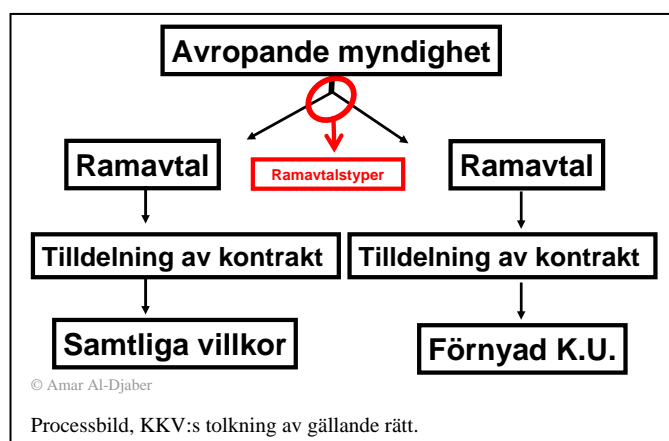 Avropande myndighet
Ramavtal
Ramavtalstyper
Ramavtal
Tilldelning av kontrakt
Tilldelning av kontrakt
Samtliga villkor
Förnyad K.U.
© Amar Al-Djaber
Processbild, KKV:s tolkning av gällande rätt.